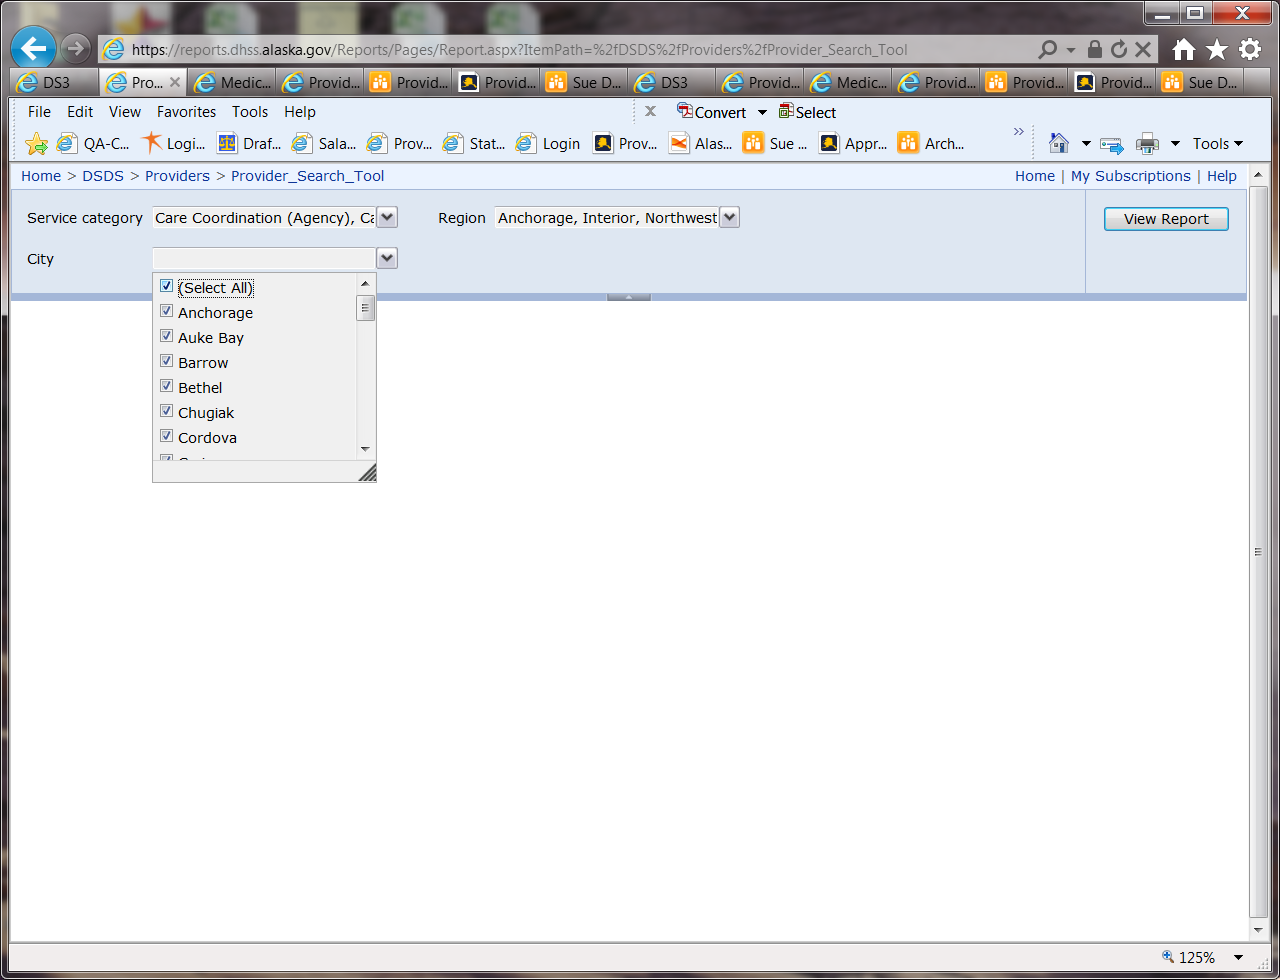 https://reports.dhss.alaska.gov/Reports/Pages/Report.aspx?ItemPath=%2fDSDS%2fProviders%2fProvider_Search_Tool
DS3 Pro... Medic... Provid... Provid... Provid... Sue D... DS3 Provid... Medic... Provid... Provid... Provid... Sue D...
File Edit View Favorites Tools Help x Convert Select
QA-C... Logi... Draf... Sala... Prov... Stat... Login Prov... Alas... Sue ... Appr... Arch... » Tools
Home > DSDS > Providers > Provider_Search_Tool Home | My Subscriptions | Help
Service category Care Coordination (Agency), Ca Region Anchorage, Interior, Northwest View Report
City
(Select All)
Anchorage
Auke Bay
Barrow
Bethel
Chugiak
Cordova
125%